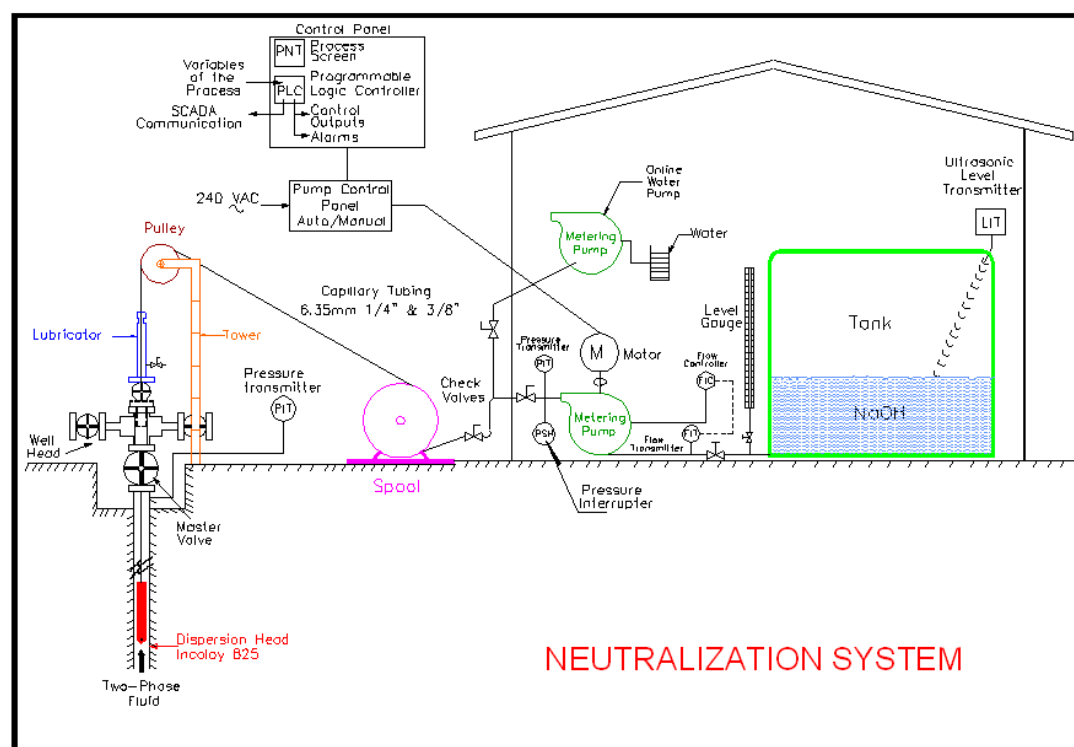 Control Panel
PNT
Process
Screen
Variables
of the
Process
PLC
Programmable
Logic Controller
SCADA
Communication
Control
Outputs
Alarms
240 VAC
Pump Control
Panel
Auto/Manual
Online
Water
Pump
Ultrasonic
Level
Transmitter
LIT
Metering
Pump
Water
Pulley
Capillary Tubing
6.35mm 1/4" & 3/8"
Level
Gauge
Tank
Lubricator
Tower
Pressure
Transmitter
M
Motor
Flow
Controller
Pressure
transmitter
PIT
Check
Valves
PtT
FIC
Metering
Pump
NaOH
Well
Head
PSH
Flow
Transmitter
FIT
Spool
Pressure
Interrupter
Master
Valve
Dispersion Head
Incoloy 825
Two-Phase
Fluid
NEUTRALIZATION SYSTEM